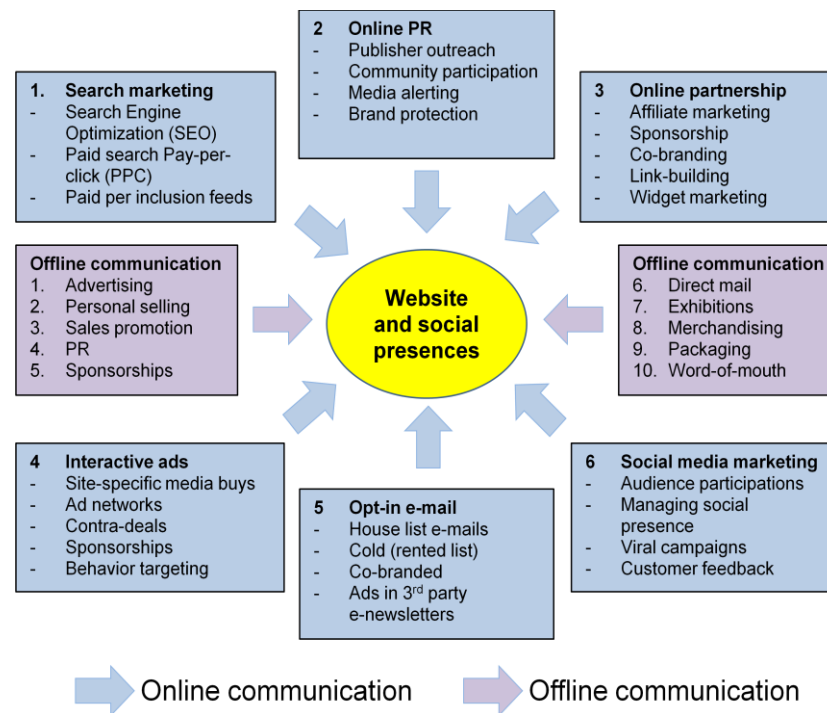 1. Search marketing
- Search Engine
Optimization (SEO)
- Paid search Pay-per-
click (PPC)
- Paid per inclusion feeds
2 Online PR
- Publisher outreach
- Community participation
- Media alerting
- Brand protection
3 Online partnership
- Affiliate marketing
- Sponsorship
- Co-branding
- Link-building
- Widget marketing
Offline communication
1. Advertising
2. Personal selling
3. Sales promotion
4. PR
5. Sponsorships
Website
and social
presences
Offline communication
6. Direct mail
7. Exhibitions
8. Merchandising
9. Packaging
10. Word-of-mouth
4 Interactive ads
- Site-specific media buys
- Ad networks
- Contra-deals
- Sponsorships
- Behavior targeting
5 Opt-in e-mail
- House list e-mails
- Cold (rented list)
- Co-branded
- Ads in 3rd party
e-newsletters
6 Social media marketing
- Audience participations
- Managing social
presence
- Viral campaigns
- Customer feedback
Online communication
Offline communication